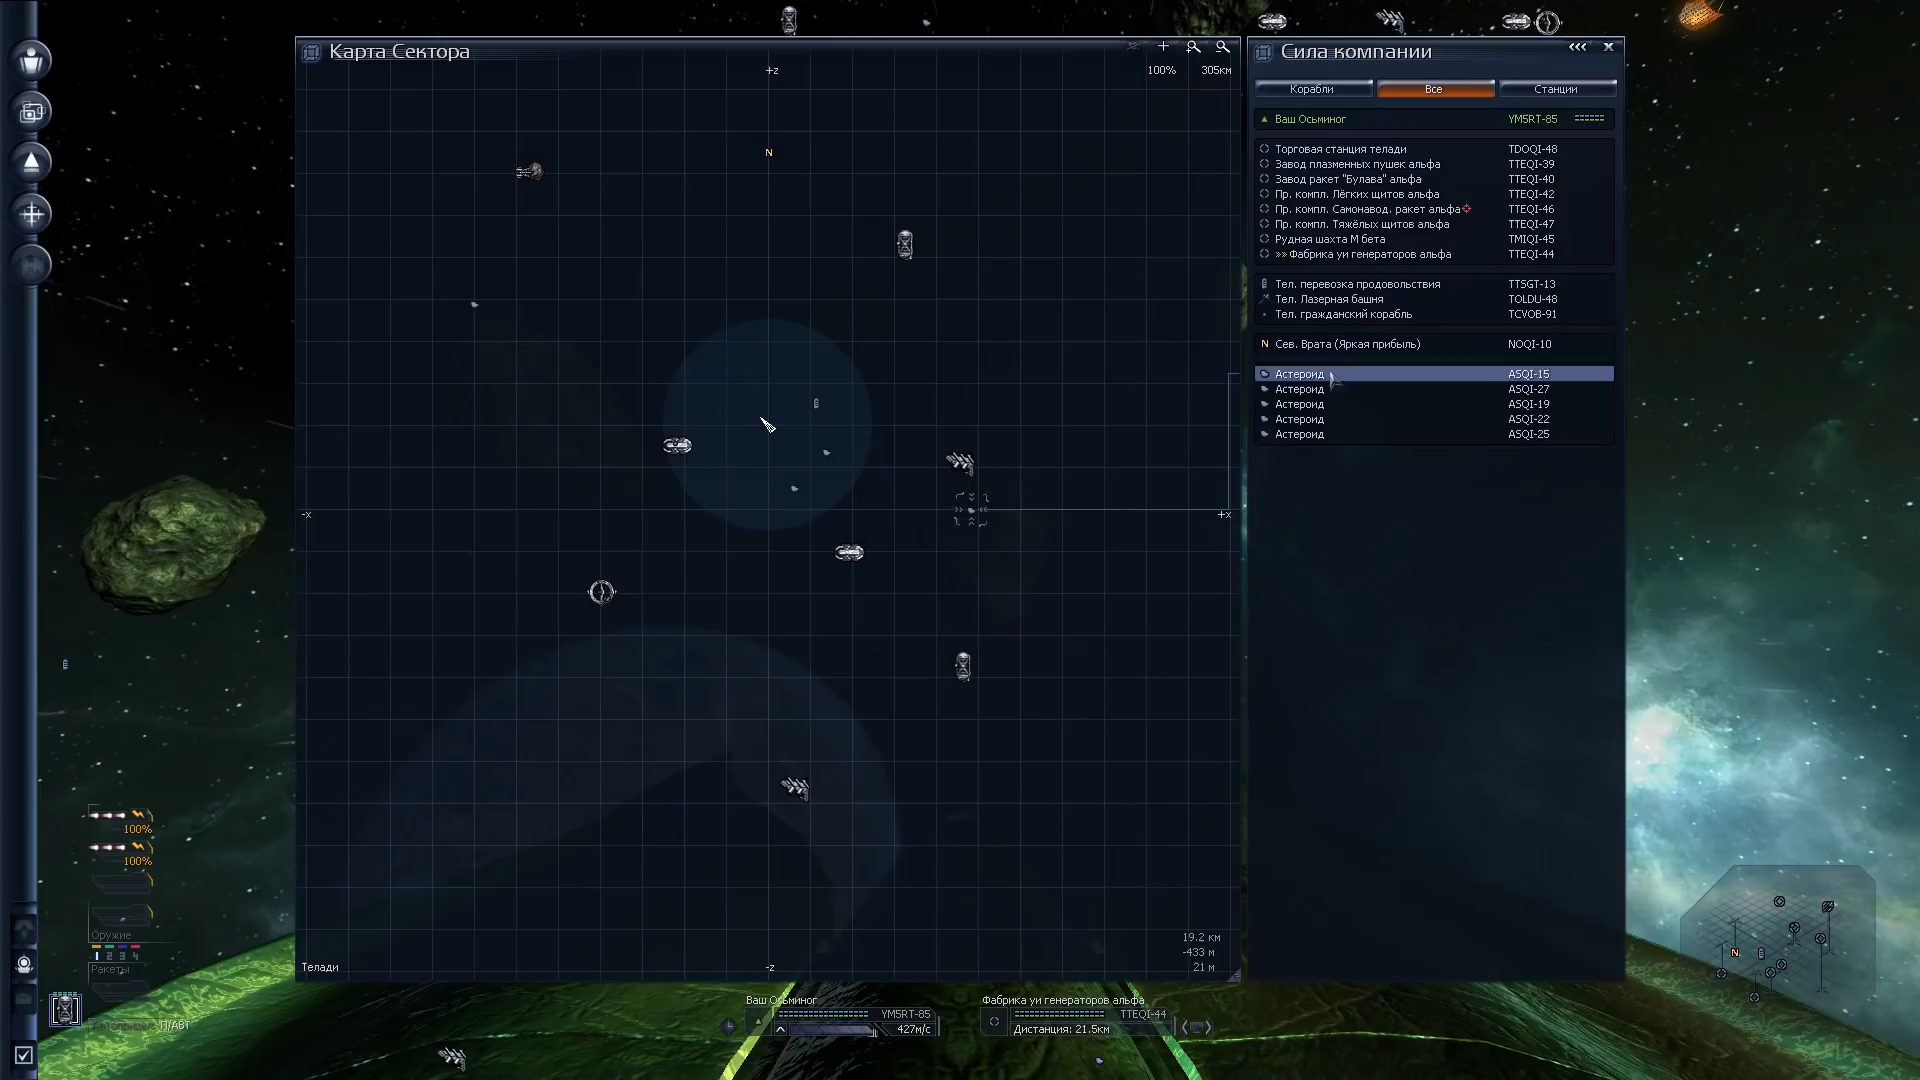 Карта Сектора
100%
305км
+z
N
-x
+x
-z
Телади
19.2 км
-433 м
21 м
Сила компании
Корабли
Все
Станции
Ваш Осьминог YM5RT-85
Торговая станция телади TDOQI-48
Завод плазменных пушек альфа TTEQI-39
Завод ракет "Булава" альфа TTEQI-40
Пр. компл. Лёгких щитов альфа TTEQI-42
Пр. компл. Самонавод. ракет альфа TTEQI-46
Пр. компл. Тяжёлых щитов альфа TTEQI-47
Рудная шахта М бета TMIQI-45
>> Фабрика уи генераторов альфа TTEQI-44
Тел. перевозка продовольствия TTSGT-13
Тел. Лазерная башня TOLDU-48
Тел. гражданский корабль TCVOB-91
N Сев. Врата (Яркая прибыль) NOQI-10
Астероид ASQI-15
Астероид ASQI-27
Астероид ASQI-19
Астероид ASQI-22
Астероид ASQI-25
100%
100%
Оружие
1 2 3 4
Ракеты
П/АВТ
Ваш Осьминог
YM5RT-85
427м/с
Фабрика уи генераторов альфа
TTEQI-44
Дистанция: 21.5км
N